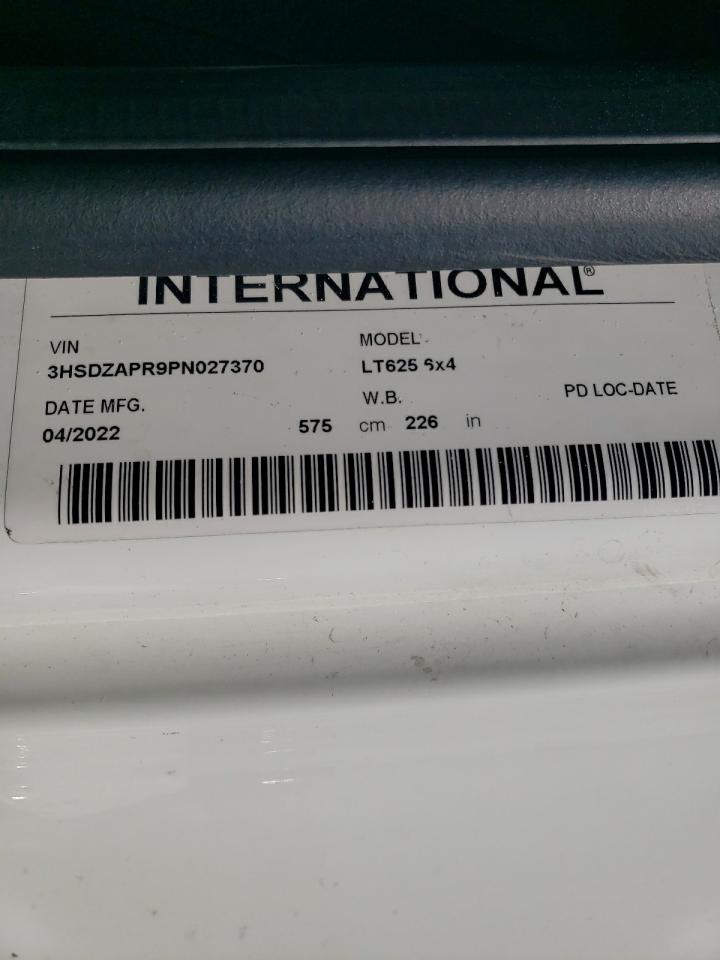 INTERNATIONAL®
VIN
3HSDZAPR9PN027370
MODEL
LT625 6x4
DATE MFG.
04/2022
W.B.
575 cm 226 in
PD LOC-DATE